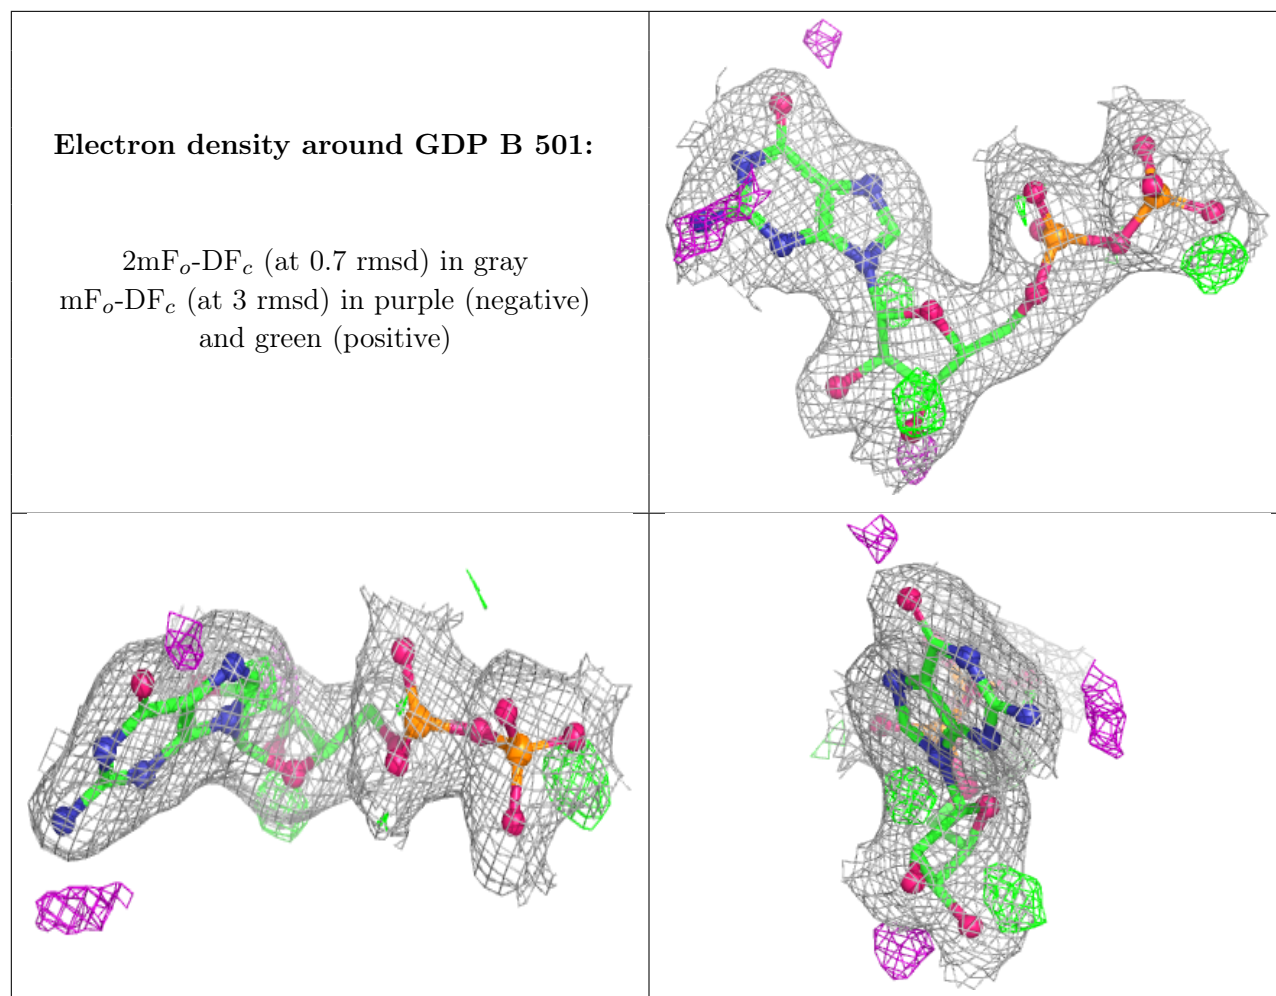 Electron density around GDP B 501:
2mFo-DFc (at 0.7 rmsd) in gray
mFo-DFc (at 3 rmsd) in purple (negative)
and green (positive)